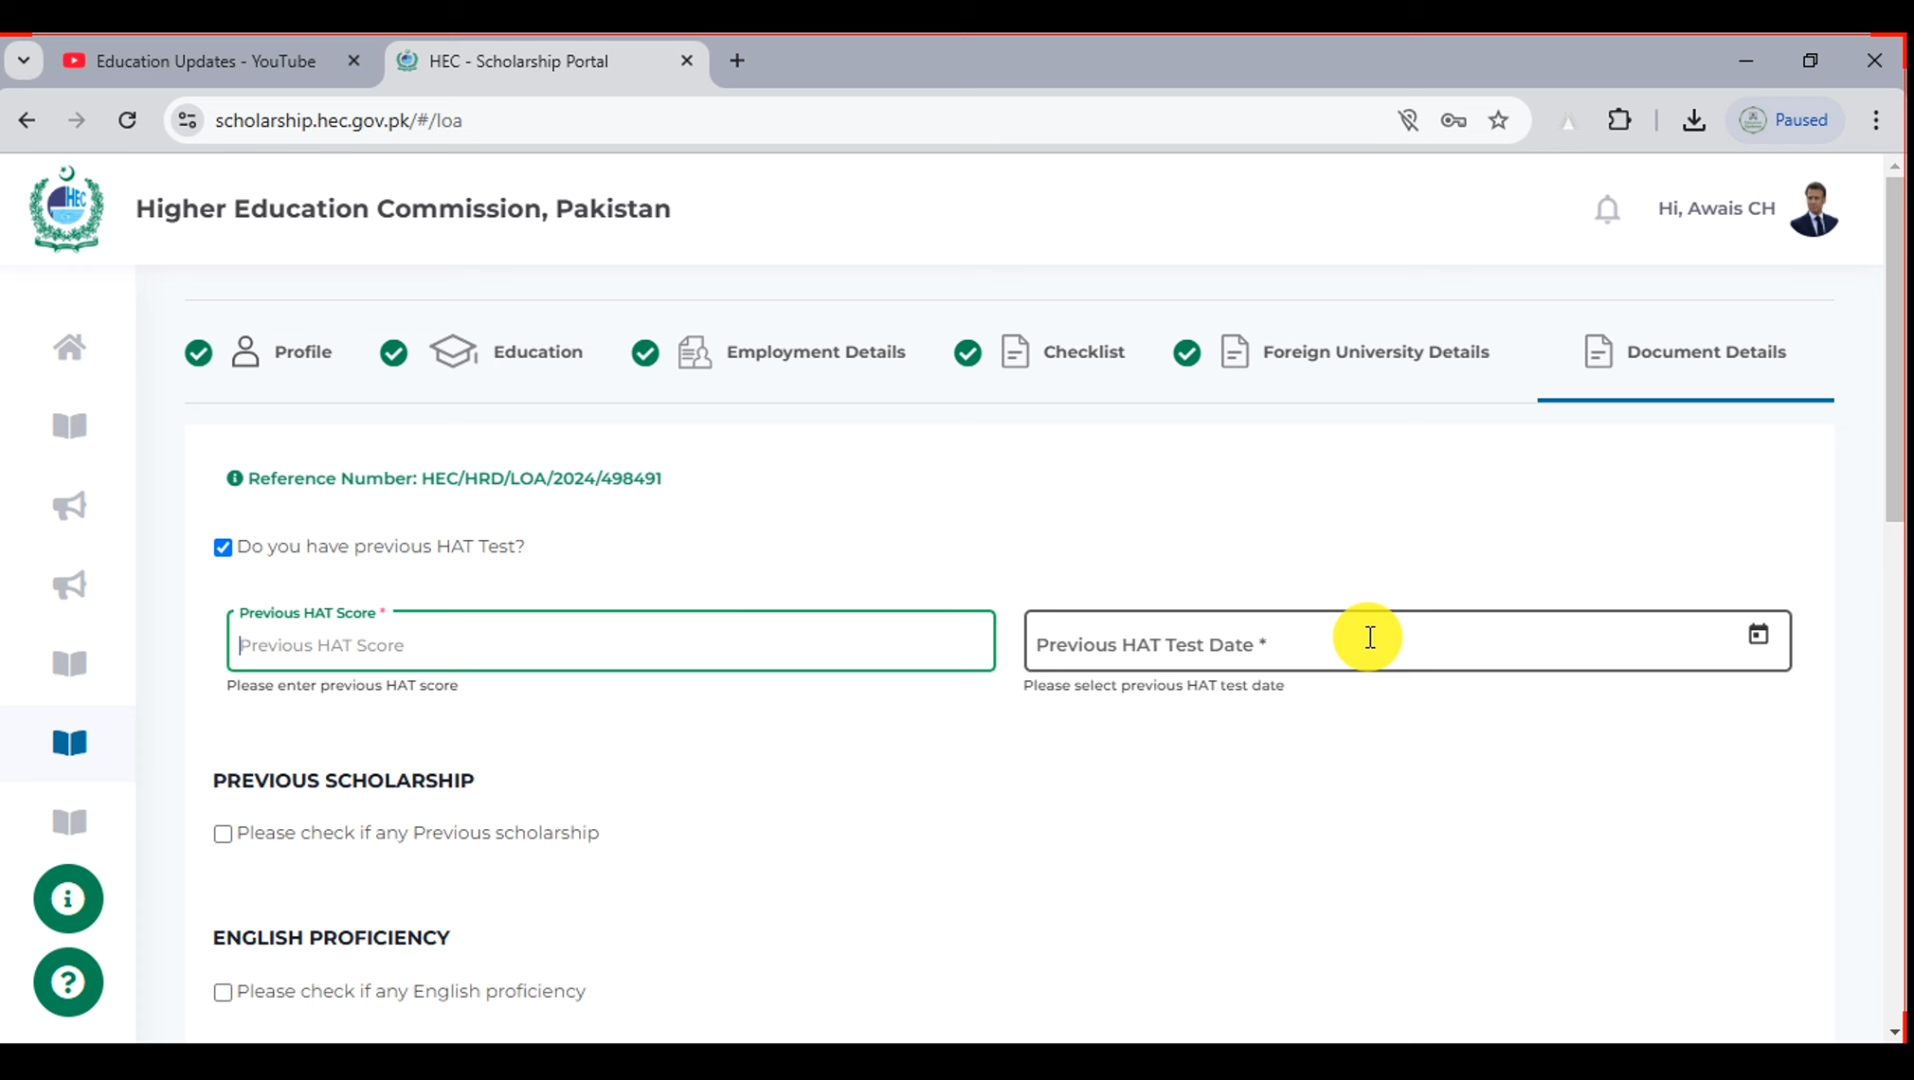 Education Updates - YouTube
HEC - Scholarship Portal
scholarship.hec.gov.pk/#/loa
Paused
HEC
Higher Education Commission, Pakistan
Hi, Awais CH
Profile
Education
Employment Details
Checklist
Foreign University Details
Document Details
Reference Number: HEC/HRD/LOA/2024/498491
Do you have previous HAT Test?
Previous HAT Score *
Previous HAT Score
Previous HAT Test Date *
Please enter previous HAT score
Please select previous HAT test date
PREVIOUS SCHOLARSHIP
Please check if any Previous scholarship
ENGLISH PROFICIENCY
Please check if any English proficiency